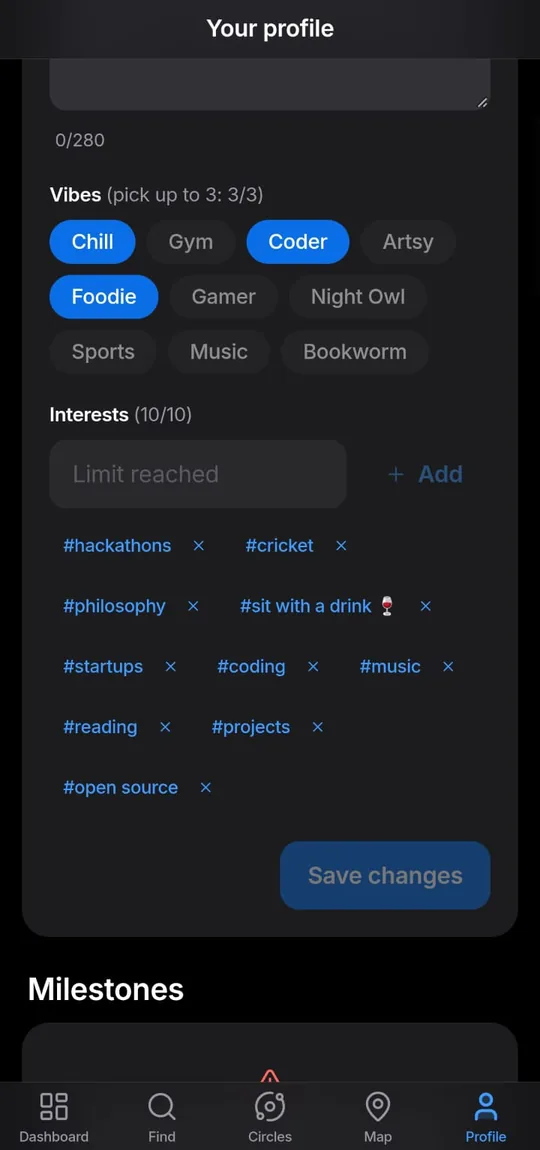 Your profile
0/280
Vibes (pick up to 3: 3/3)
Chill Gym Coder Artsy
Foodie Gamer Night Owl
Sports Music Bookworm
Interests (10/10)
Limit reached + Add
#hackathons × #cricket ×
#philosophy × #sit with a drink 🍷 ×
#startups × #coding × #music ×
#reading × #projects ×
#open source ×
Save changes
Milestones
Dashboard Find Circles Map Profile